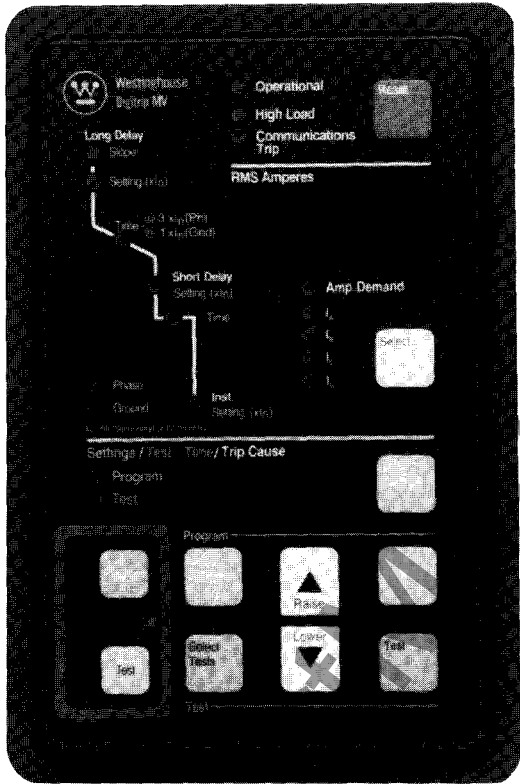 Westinghouse
Digitrip MV
Operational
High Load
Communications
Trip
Reset
Long Delay
Slope
Setting (xIn)
RMS Amperes
Time
Short Delay
Setting (xIn)
Time
Amp Demand
Select
Phase
Ground
Inst
Setting (xIn)
Settings / Test Time / Trip Cause
Program
Test
Program
Raise
Lower
Select
Tests
Test
Test
Test